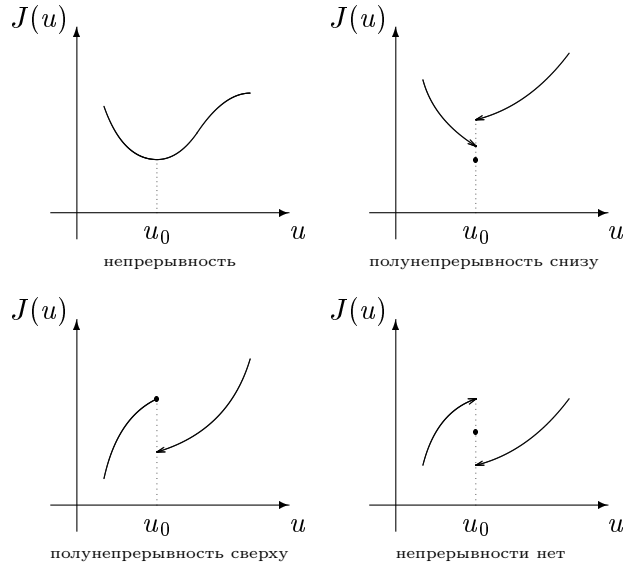 J(u) J(u)
u₀ u u₀ u
непрерывность полунепрерывность снизу
J(u) J(u)
u₀ u u₀ u
полунепрерывность сверху непрерывности нет